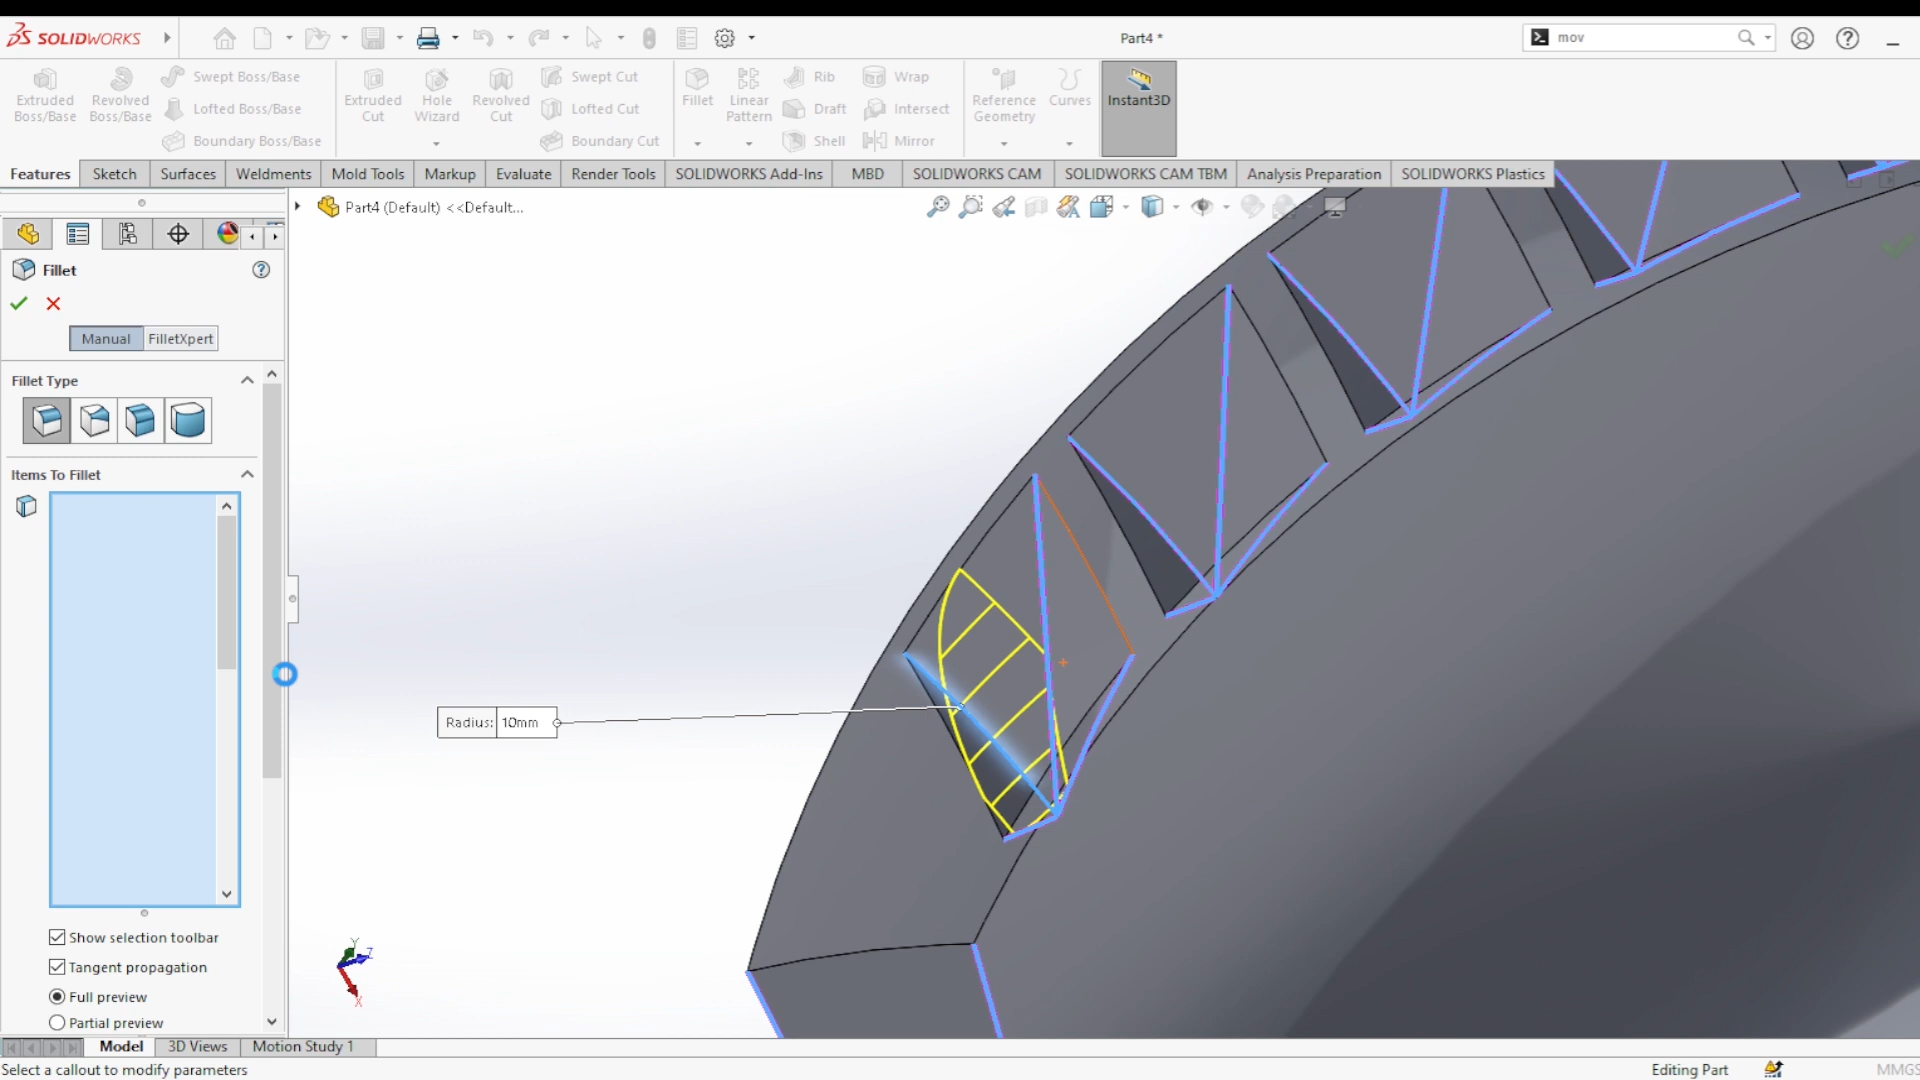 SOLIDWORKS
Part4 *
mov
Extruded Boss/Base
Revolved Boss/Base
Swept Boss/Base
Lofted Boss/Base
Boundary Boss/Base
Extruded Cut
Hole Wizard
Revolved Cut
Swept Cut
Lofted Cut
Boundary Cut
Fillet
Linear Pattern
Rib
Draft
Shell
Wrap
Intersect
Mirror
Reference Geometry
Curves
Instant3D
Features
Sketch
Surfaces
Weldments
Mold Tools
Markup
Evaluate
Render Tools
SOLIDWORKS Add-Ins
MBD
SOLIDWORKS CAM
SOLIDWORKS CAM TBM
Analysis Preparation
SOLIDWORKS Plastics
Part4 (Default) <<Default...
Fillet
Manual
FilletXpert
Fillet Type
Items To Fillet
Radius: 10mm
Show selection toolbar
Tangent propagation
Full preview
Partial preview
Y
Z
X
Model
3D Views
Motion Study 1
Select a callout to modify parameters
Editing Part
MMGS